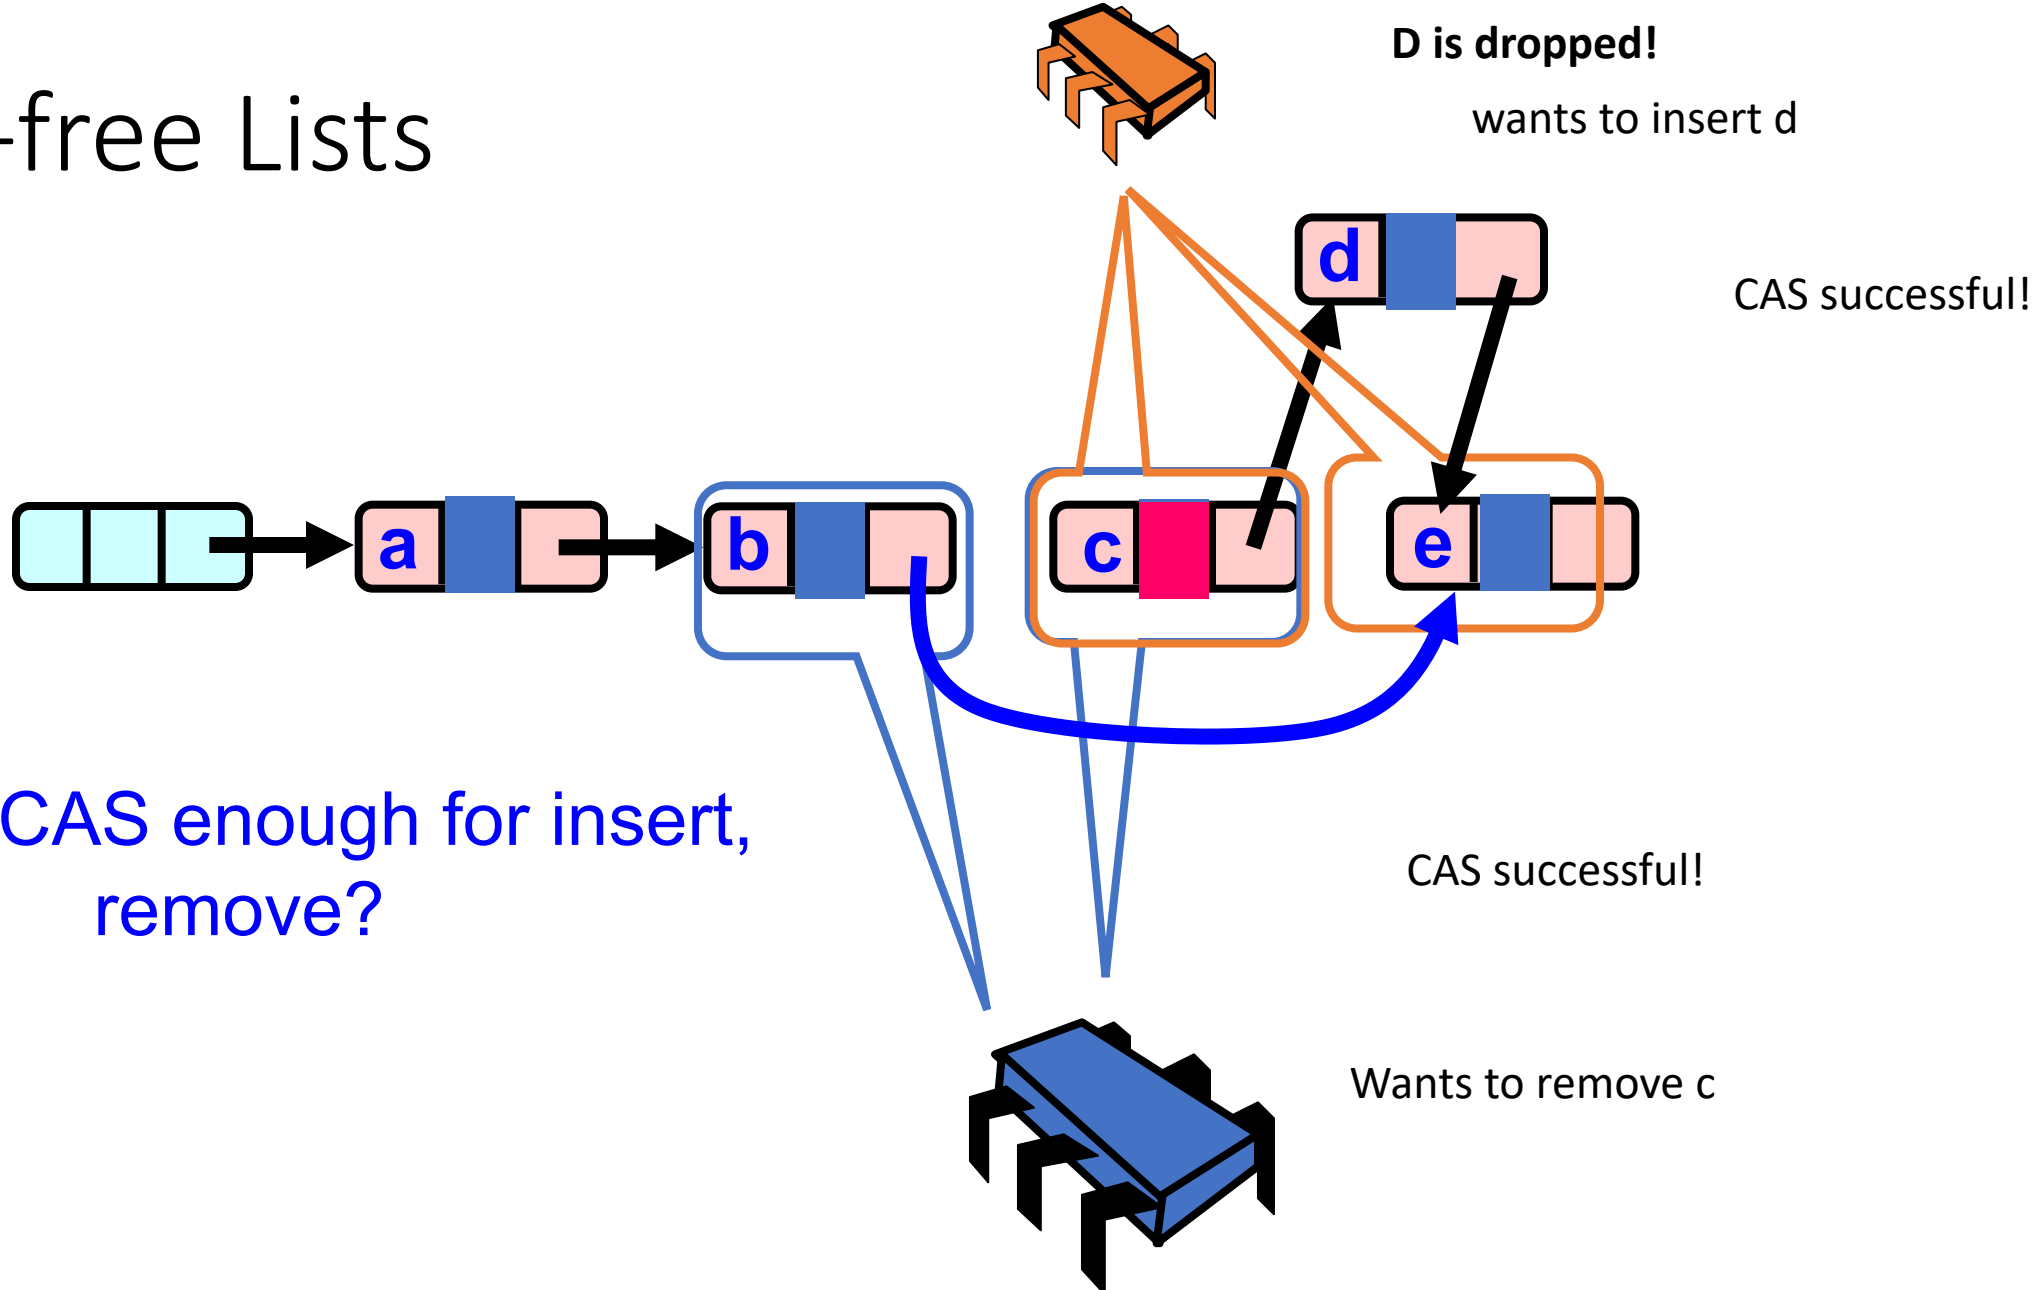 -free Lists
D is dropped!
wants to insert d
d
CAS successful!
a
b
c
e
CAS enough for insert,
remove?
CAS successful!
Wants to remove c